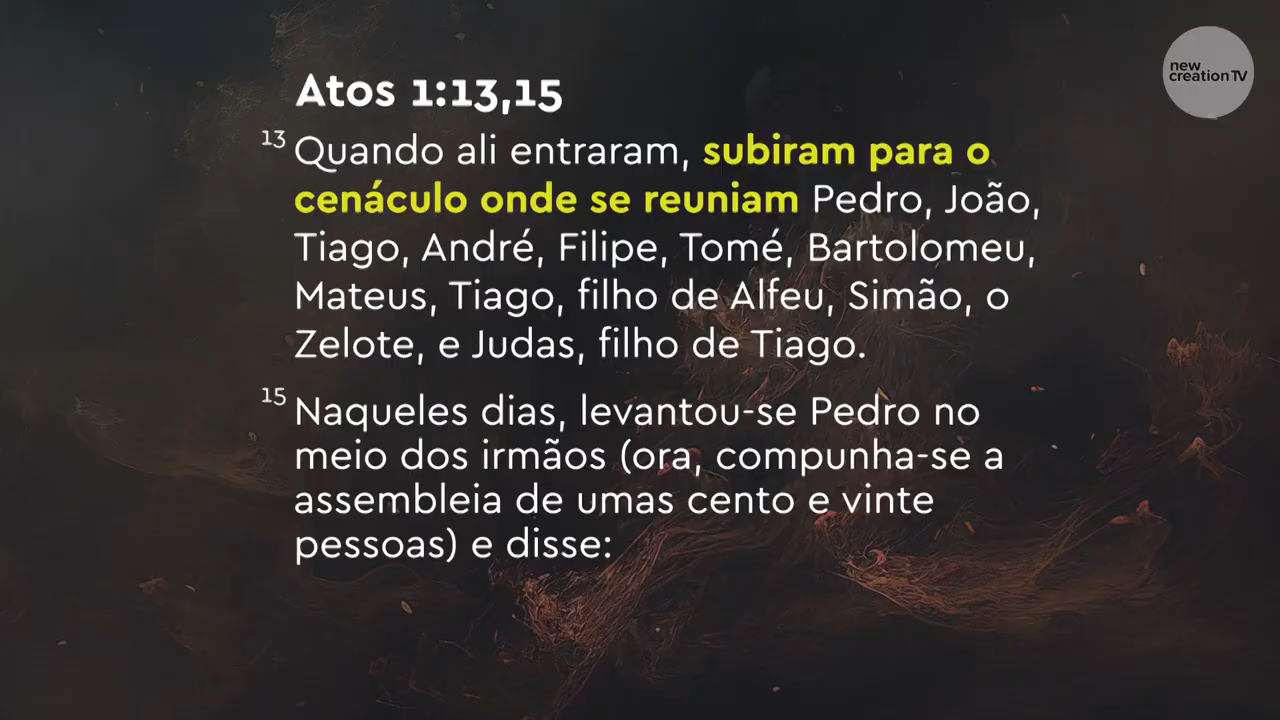 new
creation TV
Atos 1:13,15
13 Quando ali entraram, subiram para o
cenáculo onde se reuniam Pedro, João,
Tiago, André, Filipe, Tomé, Bartolomeu,
Mateus, Tiago, filho de Alfeu, Simão, o
Zelote, e Judas, filho de Tiago.
15 Naqueles dias, levantou-se Pedro no
meio dos irmãos (ora, compunha-se a
assembleia de umas cento e vinte
pessoas) e disse: